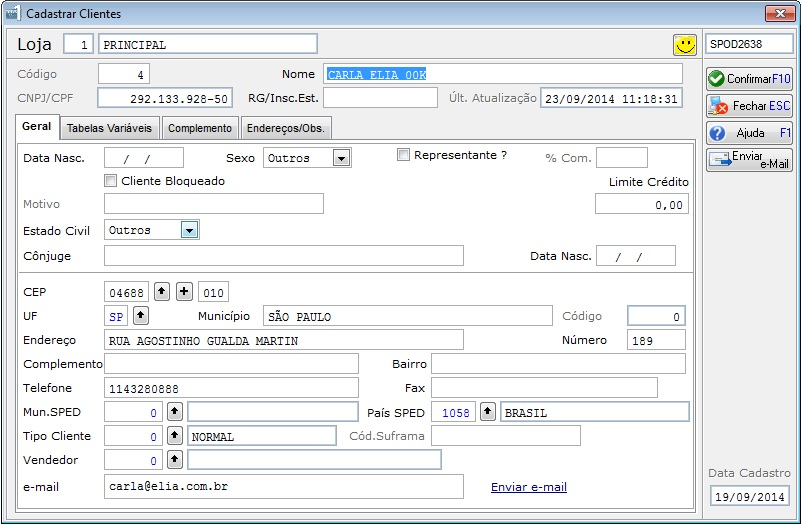 Cadastrar Clientes
Loja 1 PRINCIPAL SPOD2638
Código 4 Nome CARLA ELIA OOK Confirmar F10
CNPJ/CPF 292.133.928-50 RG/Insc.Est. Últ. Atualização 23/09/2014 11:18:31 Fechar ESC
Geral Tabelas Variáveis Complemento Endereços/Obs. Ajuda F1
Data Nasc. / / Sexo Outros Representante ? % Com. Enviar e-Mail
Cliente Bloqueado Limite Crédito
Motivo 0,00
Estado Civil Outros
Cônjuge Data Nasc. / /
CEP 04688 010
UF SP Município SÃO PAULO Código 0
Endereço RUA AGOSTINHO GUALDA MARTIN Número 189
Complemento Bairro
Telefone 1143280888 Fax
Mun.SPED 0 País SPED 1058 BRASIL
Tipo Cliente 0 NORMAL Cód.Suframa
Vendedor 0
Data Cadastro
e-mail carla@elia.com.br Enviar e-mail 19/09/2014